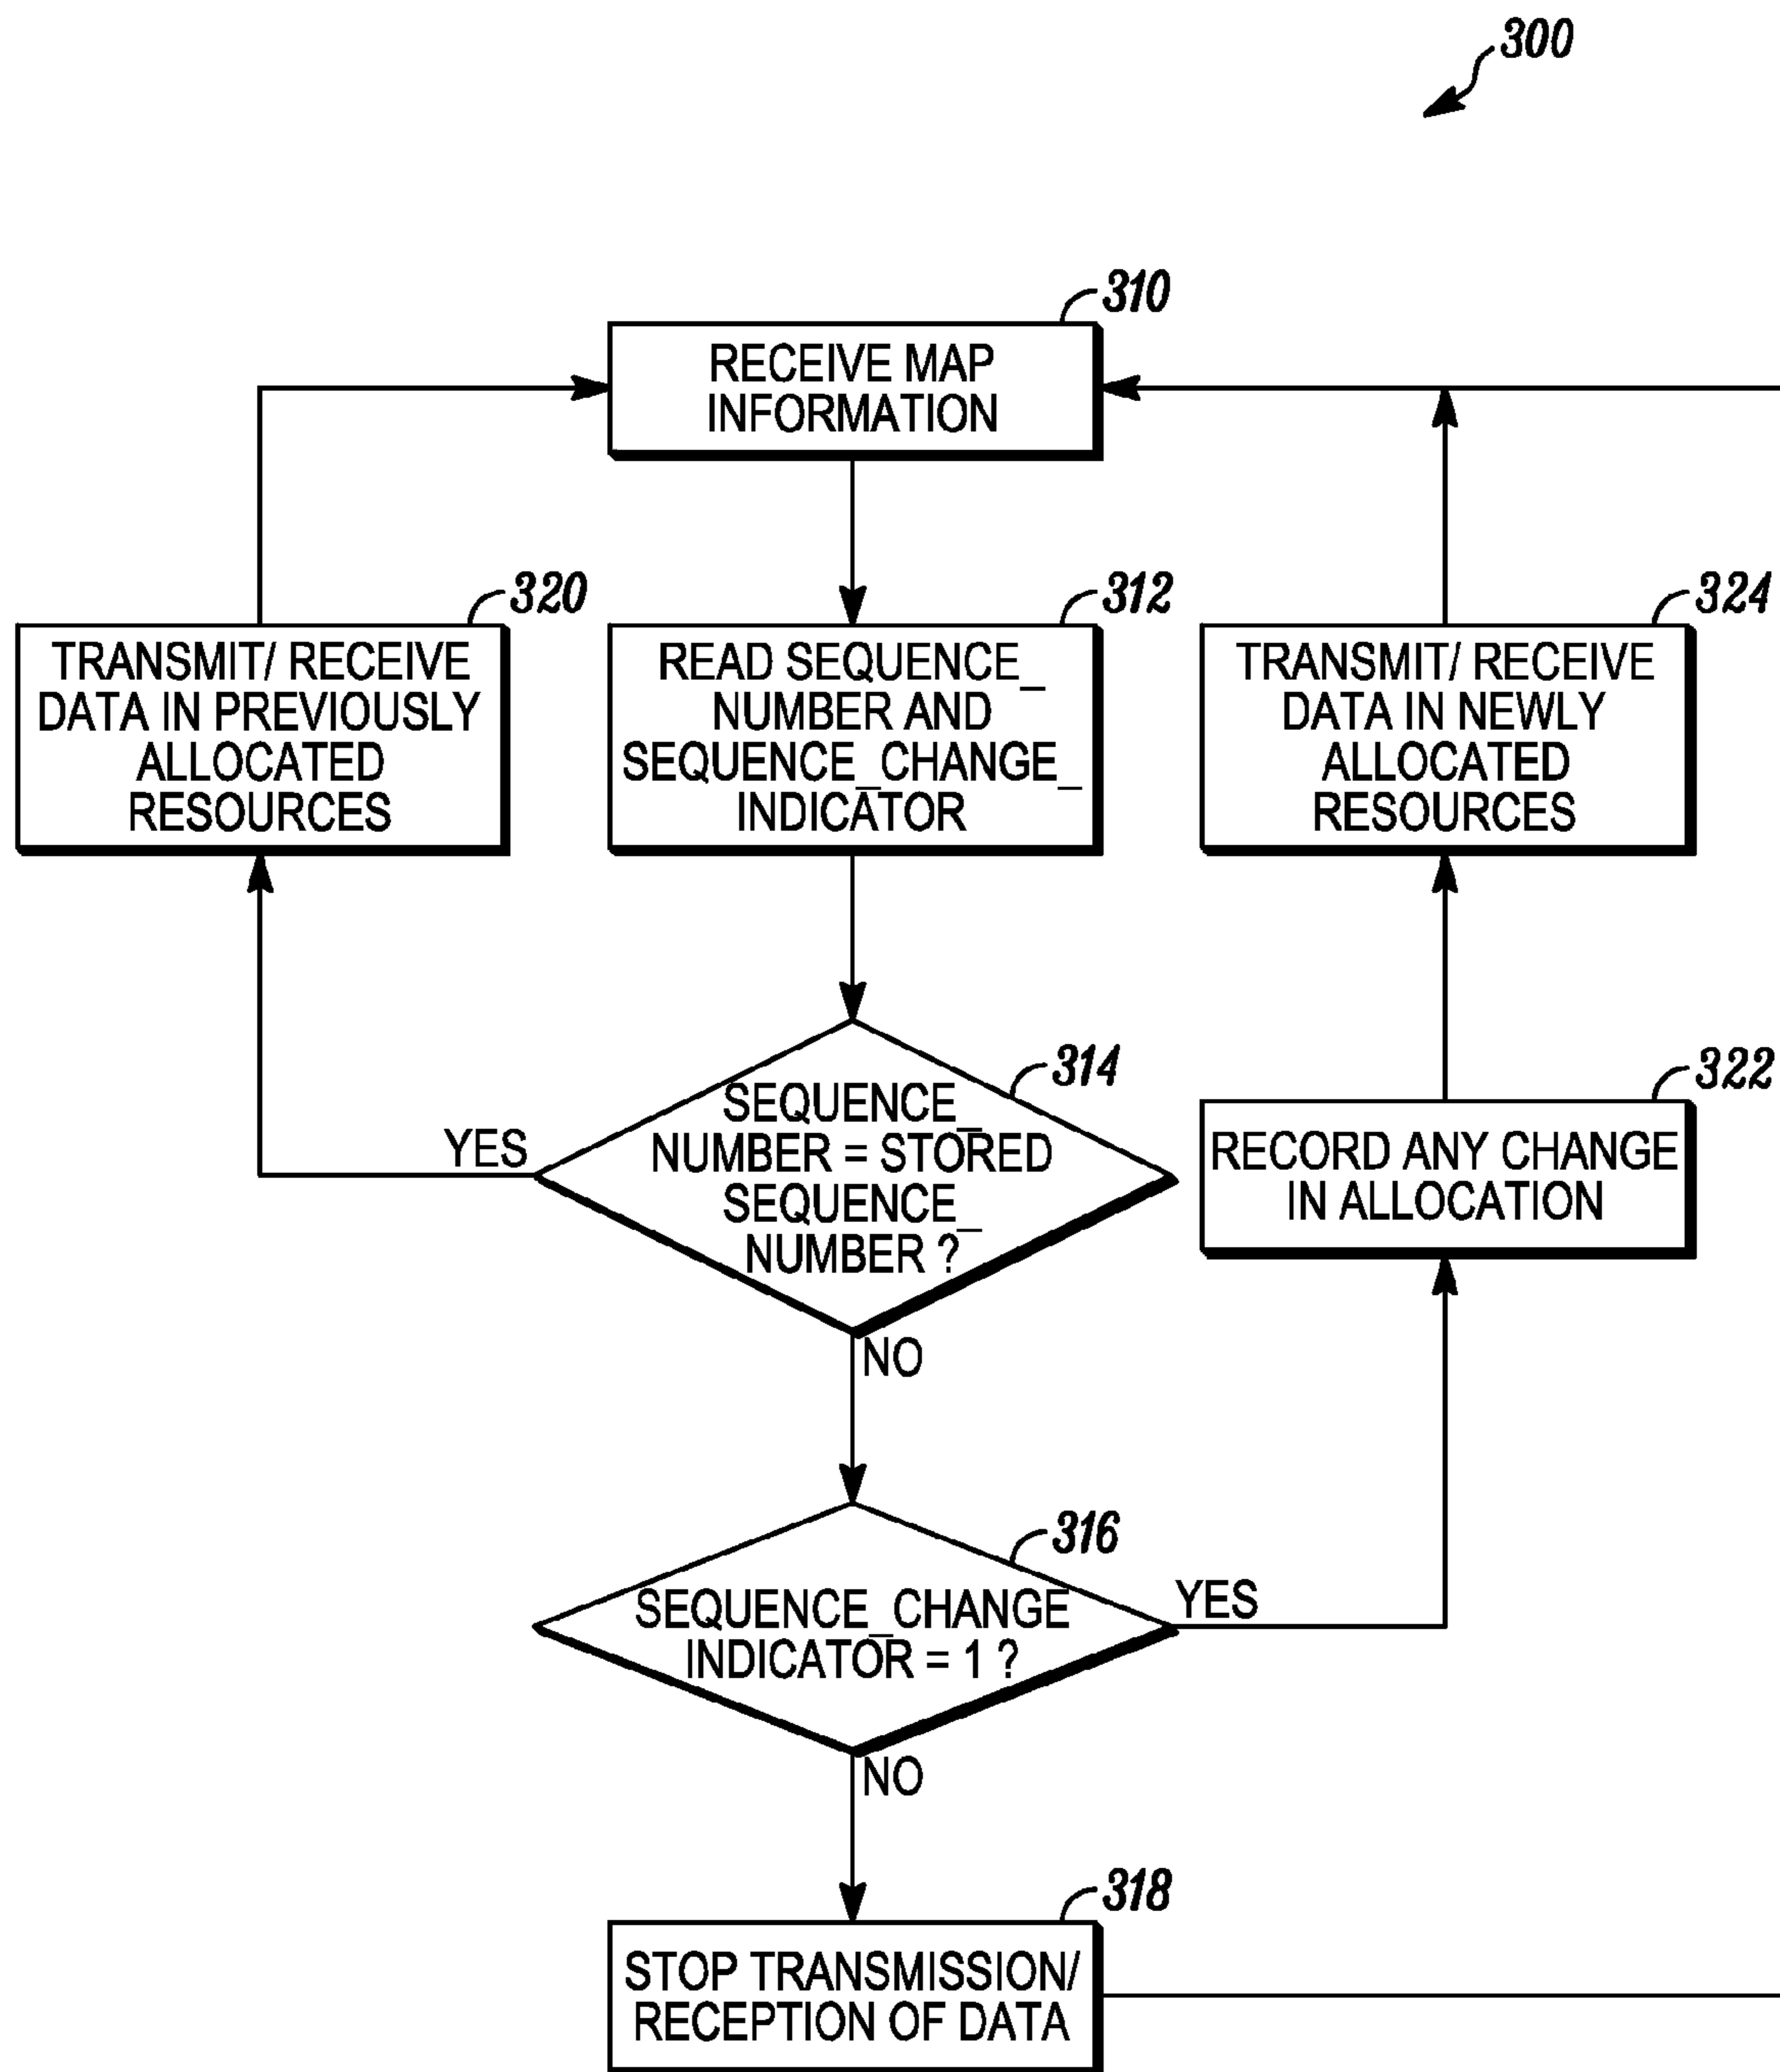 300
310
RECEIVE MAP
INFORMATION
320
TRANSMIT/ RECEIVE
DATA IN PREVIOUSLY
ALLOCATED
RESOURCES
312
READ SEQUENCE_
NUMBER AND
SEQUENCE_CHANGE_
INDICATOR
324
TRANSMIT/ RECEIVE
DATA IN NEWLY
ALLOCATED
RESOURCES
314
SEQUENCE_
NUMBER = STORED
SEQUENCE_
NUMBER ?
YES
NO
322
RECORD ANY CHANGE
IN ALLOCATION
316
SEQUENCE_CHANGE
INDICATOR = 1 ?
YES
NO
318
STOP TRANSMISSION/
RECEPTION OF DATA